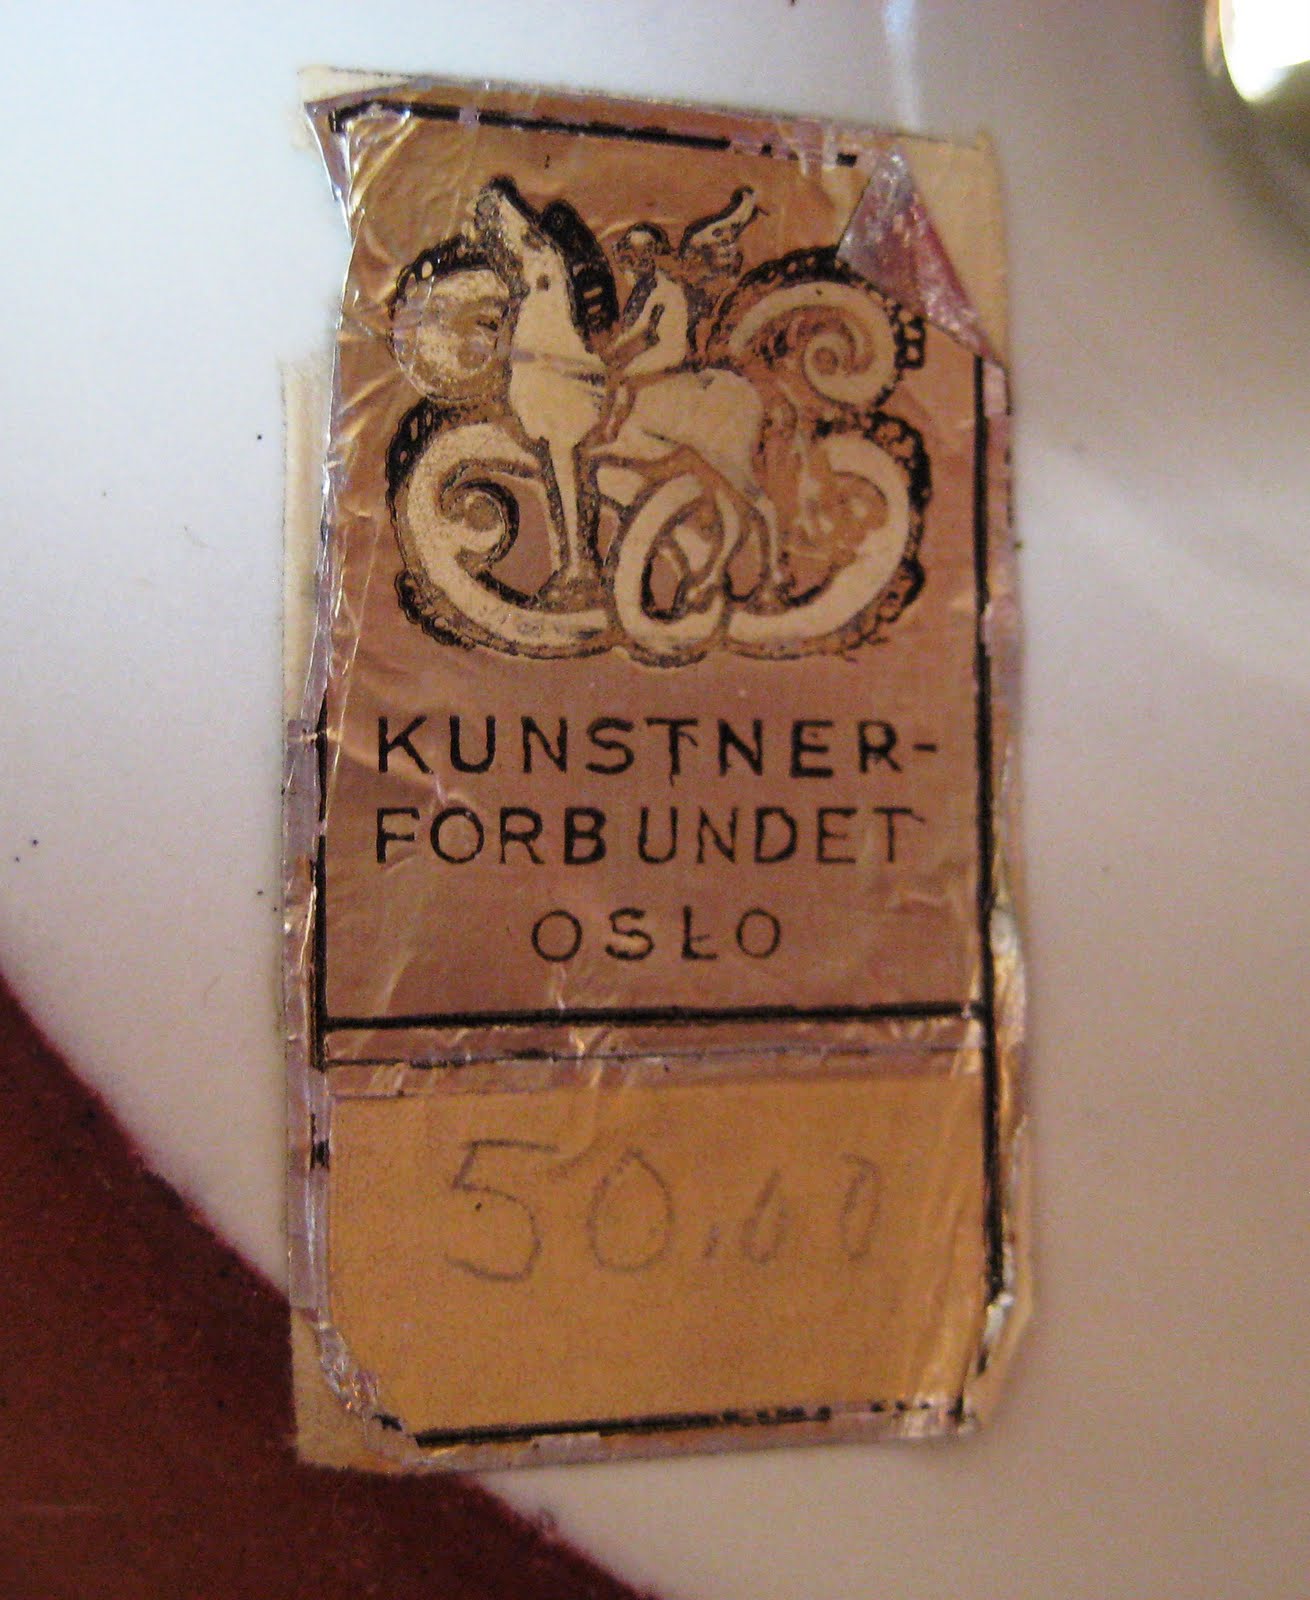 KUNSTNER-
FORBUNDET
OSLO
50.00